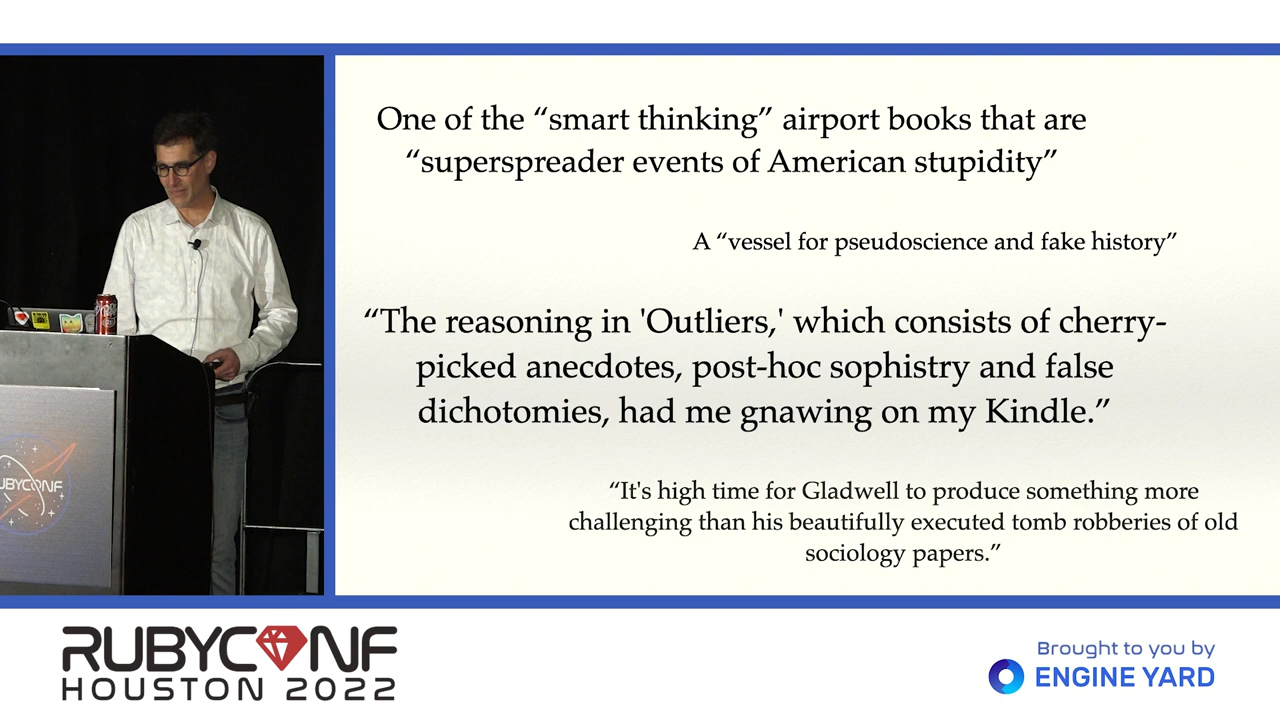 One of the “smart thinking” airport books that are
“superspreader events of American stupidity”
A “vessel for pseudoscience and fake history”
“The reasoning in 'Outliers,' which consists of cherry-
picked anecdotes, post-hoc sophistry and false
dichotomies, had me gnawing on my Kindle.”
“It's high time for Gladwell to produce something more
challenging than his beautifully executed tomb robberies of old
sociology papers.”
UBYCONF
RUBYCONF
HOUSTON 2022
Brought to you by
ENGINE YARD